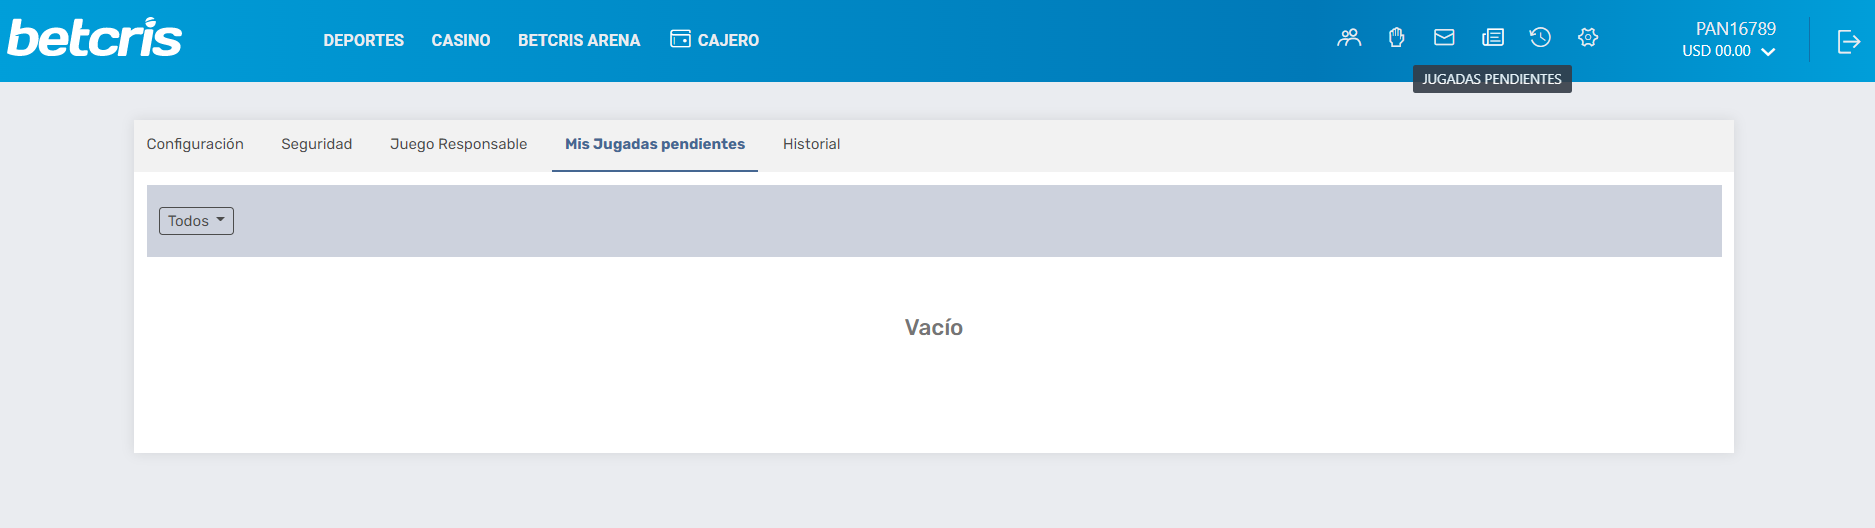 betcris
DEPORTES CASINO BETCRIS ARENA CAJERO
PAN16789
USD 00.00
JUGADAS PENDIENTES
Configuración Seguridad Juego Responsable Mis Jugadas pendientes Historial
Todos
Vacío